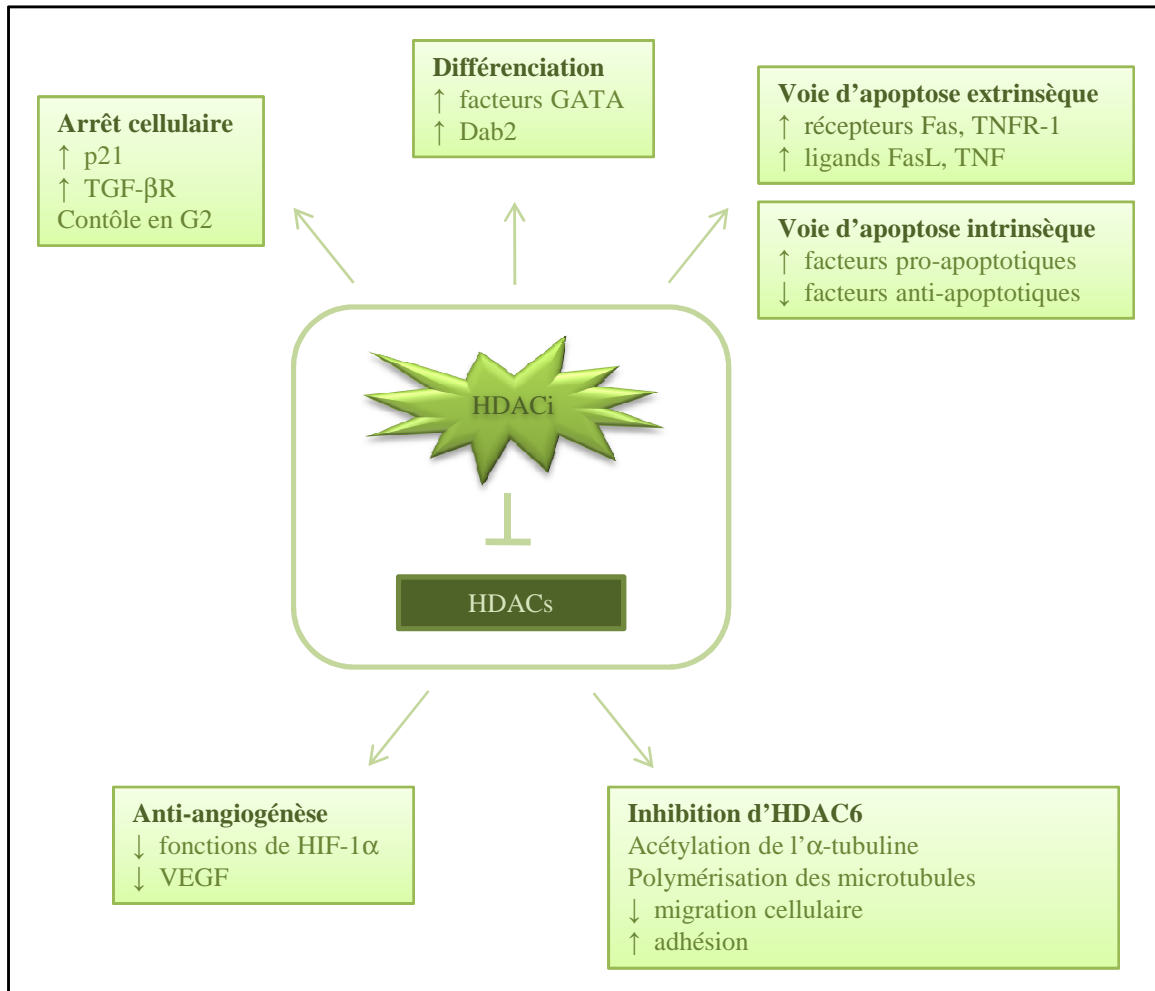 Différenciation
↑ facteurs GATA
↑ Dab2
Voie d’apoptose extrinsèque
↑ récepteurs Fas, TNFR-1
↑ ligands FasL, TNF
Arrêt cellulaire
↑ p21
↑ TGF-βR
Contôle en G2
Voie d’apoptose intrinsèque
↑ facteurs pro-apoptotiques
↓ facteurs anti-apoptotiques
HDACi
HDACs
Anti-angiogénèse
↓ fonctions de HIF-1α
↓ VEGF
Inhibition d’HDAC6
Acétylation de l’α-tubuline
Polymérisation des microtubules
↓ migration cellulaire
↑ adhésion